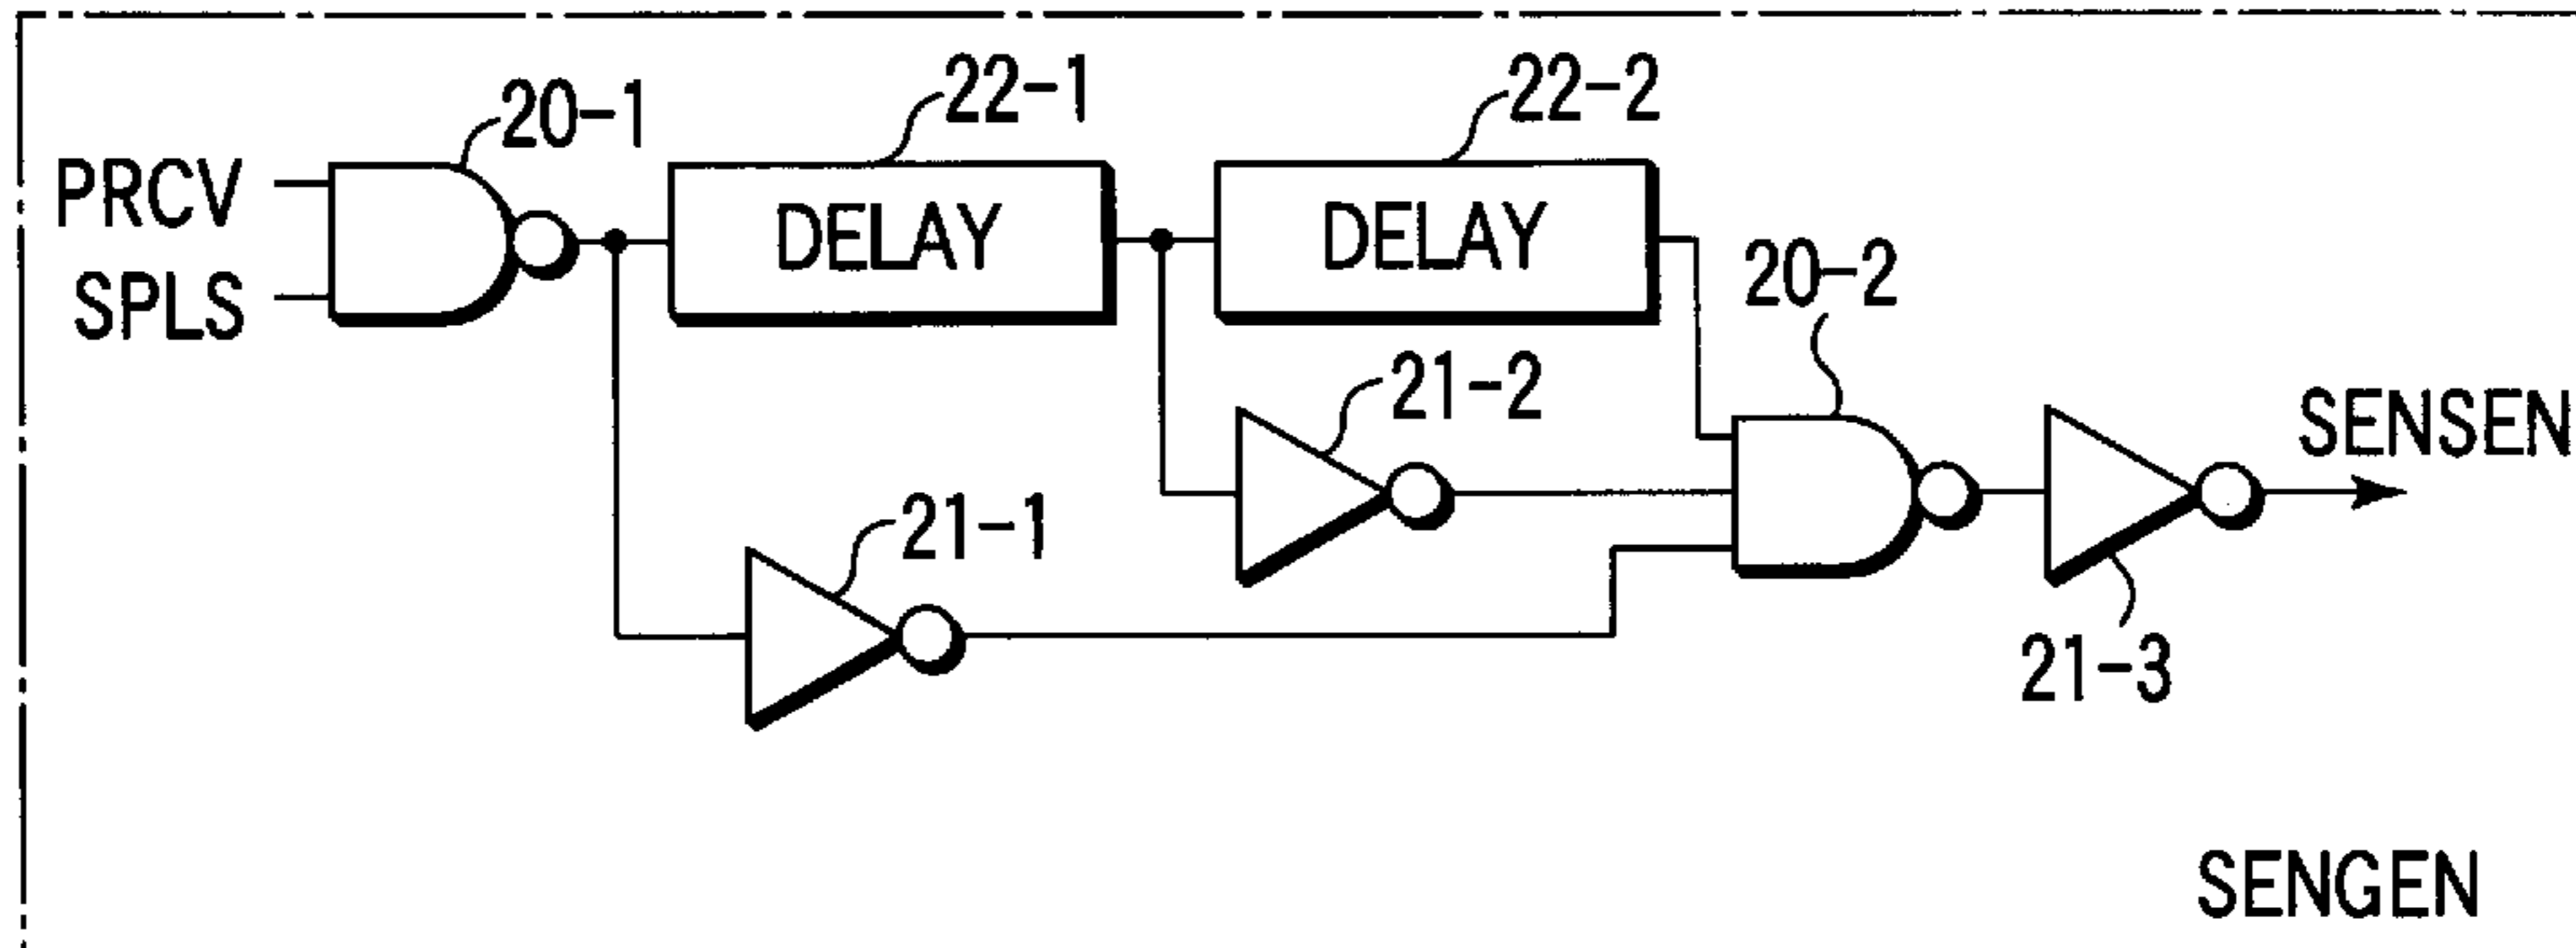 20-1
22-1
22-2
PRCV
SPLS
DELAY
DELAY
20-2
21-2
SENSEN
21-1
21-3
SENGEN